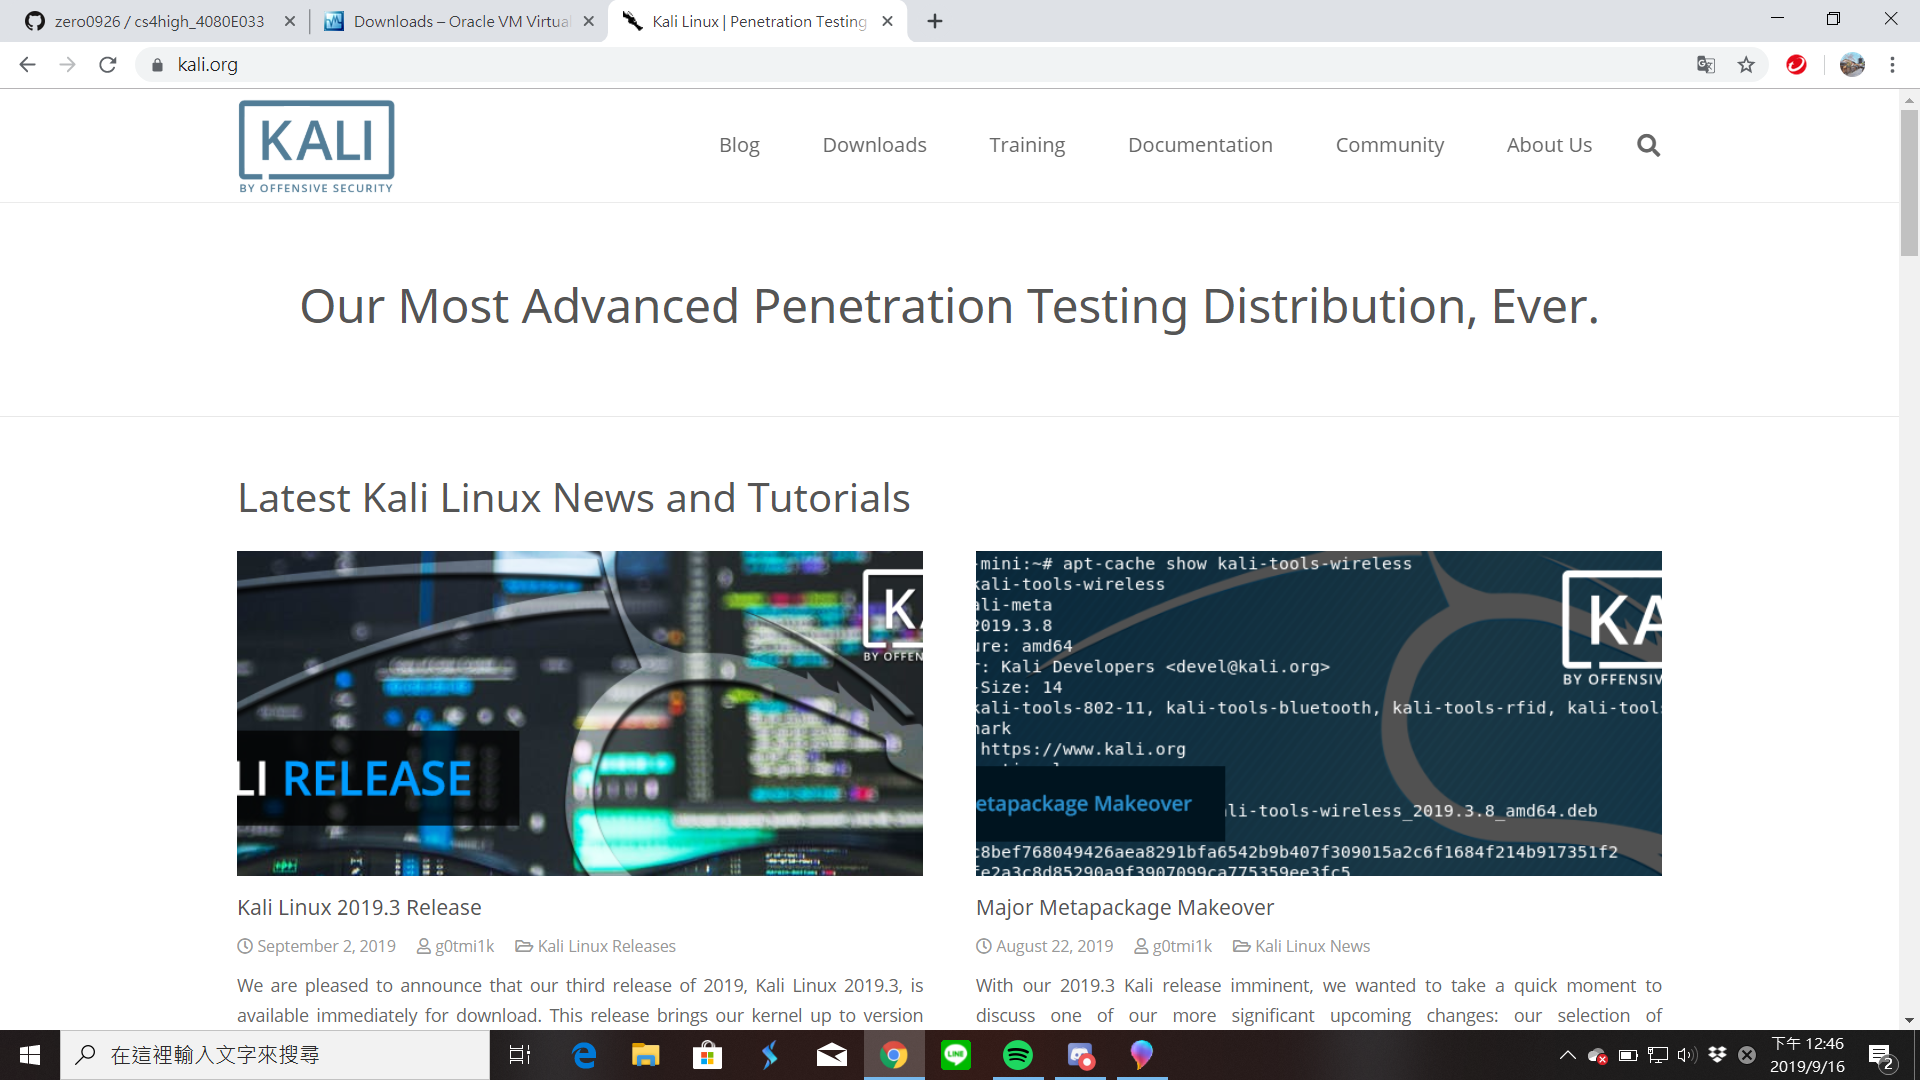 zero0926 / cs4high_4080E033
Downloads – Oracle VM Virtua
Kali Linux | Penetration Testing
kali.org
KALI
BY OFFENSIVE SECURITY
Blog
Downloads
Training
Documentation
Community
About Us
Our Most Advanced Penetration Testing Distribution, Ever.
Latest Kali Linux News and Tutorials
KA
BY OFFEN
LI RELEASE
-mini:~# apt-cache show kali-tools-wireless
kali-tools-wireless
ali-meta
2019.3.8
ure: amd64
r: Kali Developers <devel@kali.org>
-Size: 14
kali-tools-802-11, kali-tools-bluetooth, kali-tools-rfid, kali-tools
mark
https://www.kali.org
KA
BY OFFENSIV
etapackage Makeover
ali-tools-wireless_2019.3.8_amd64.deb
c8bef768049426aea8291bfa6542b9b407f309015a2c6f1684f214b917351f2
fe2a3c8d85290a9f3907099ca775359ee3fc5
Kali Linux 2019.3 Release
September 2, 2019 g0tmi1k Kali Linux Releases
We are pleased to announce that our third release of 2019, Kali Linux 2019.3, is
available immediately for download. This release brings our kernel up to version
Major Metapackage Makeover
August 22, 2019 g0tmi1k Kali Linux News
With our 2019.3 Kali release imminent, we wanted to take a quick moment to
discuss one of our more significant upcoming changes: our selection of
在這裡輸入文字來搜尋
LINE
下午 12:46
2019/9/16
2